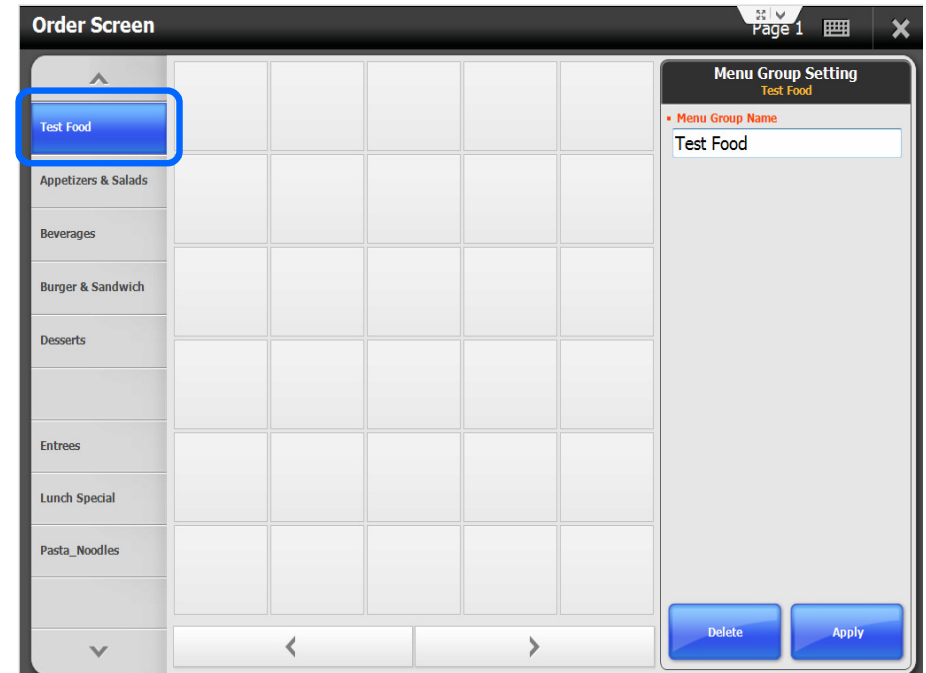 Order Screen
Page 1
Test Food
Appetizers & Salads
Beverages
Burger & Sandwich
Desserts
Entrees
Lunch Special
Pasta_Noodles
Menu Group Setting
Test Food
Menu Group Name
Test Food
Delete
Apply